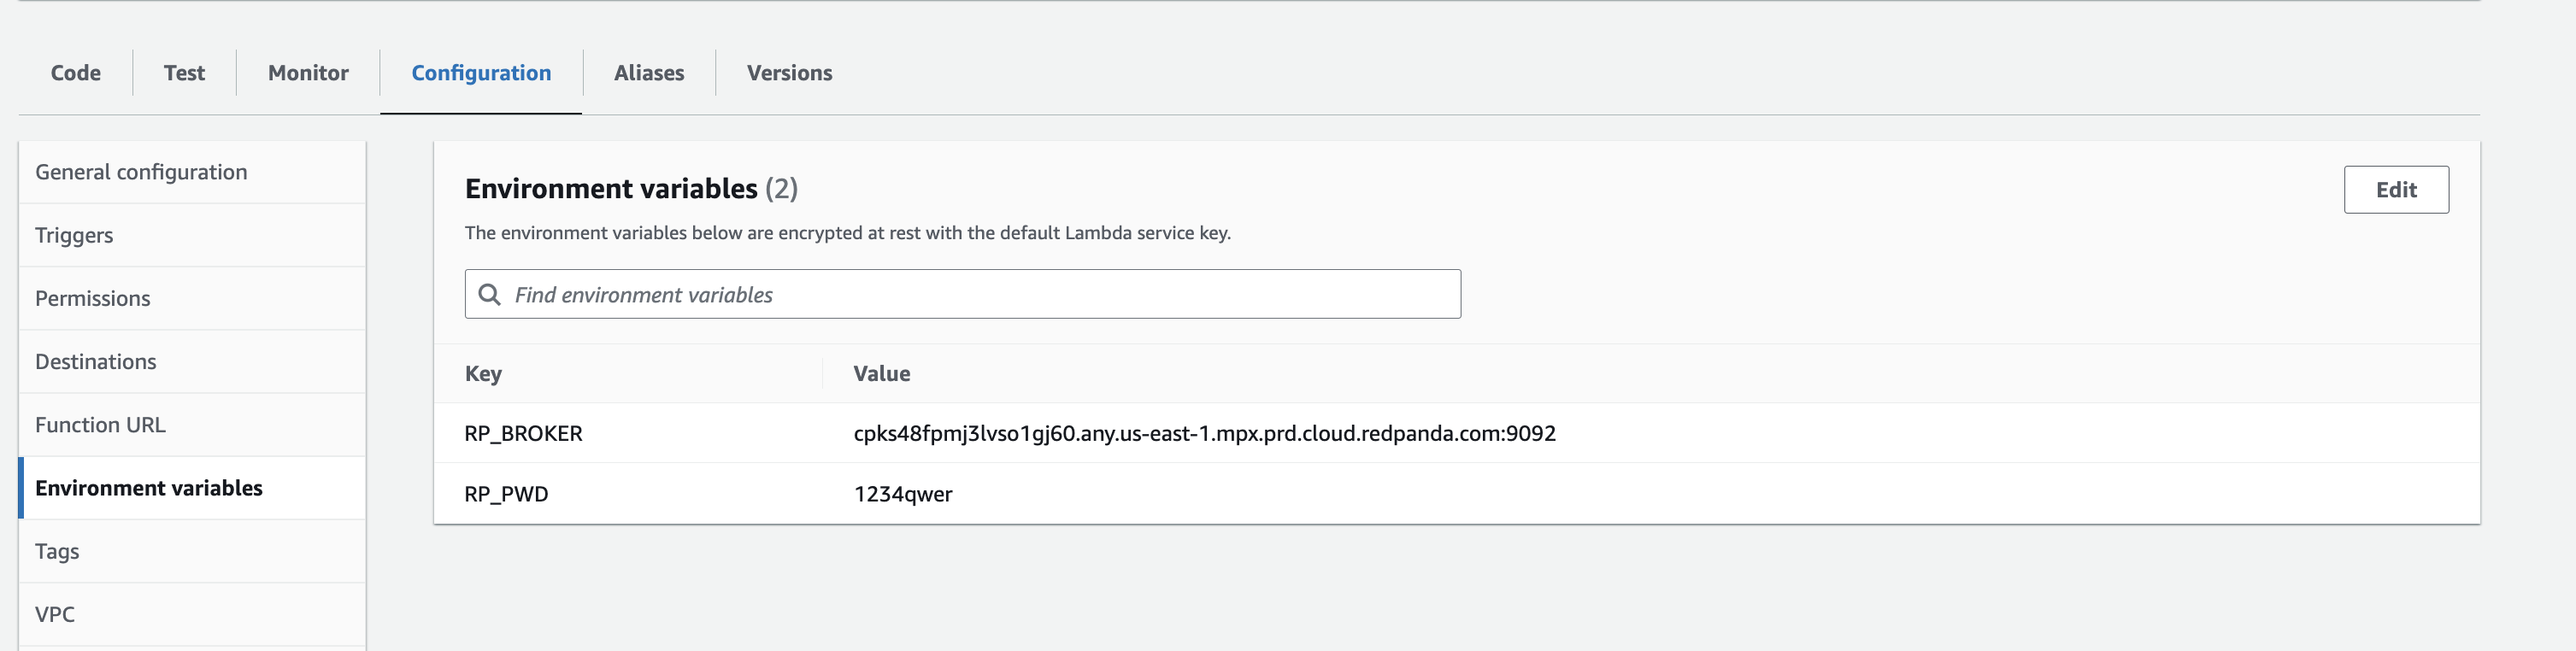 Code Test Monitor Configuration Aliases Versions
General configuration
Triggers
Permissions
Destinations
Function URL
Environment variables
Tags
VPC
Environment variables (2)
Edit
The environment variables below are encrypted at rest with the default Lambda service key.
Find environment variables
Key Value
RP_BROKER cpks48fpmj3lvso1gj60.any.us-east-1.mpx.prd.cloud.redpanda.com:9092
RP_PWD 1234qwer